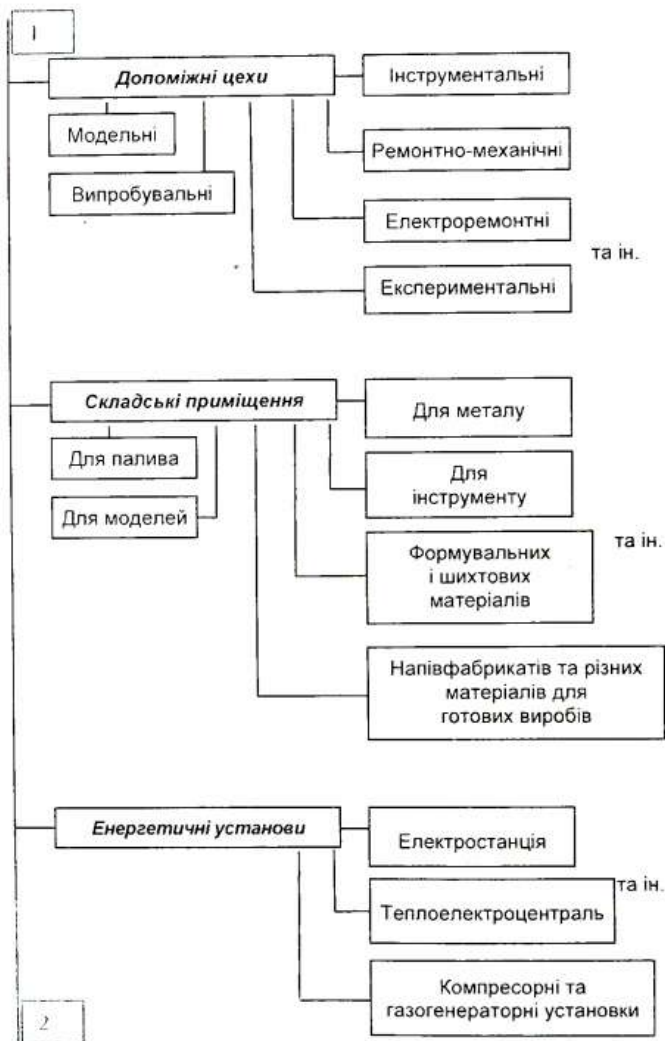 1
Допоміжні цехи
Інструментальні
Модельні
Ремонтно-механічні
Випробувальні
Електроремонтні
та ін.
Експериментальні
Складські приміщення
Для металу
Для палива
Для
інструменту
Для моделей
та ін.
Формувальних
і шихтових
матеріалів
Напівфабрикатів та різних
матеріалів для
готових виробів
Енергетичні установи
Електростанція
та ін.
Теплоелектроцентраль
Компресорні та
газогенераторні установки
2